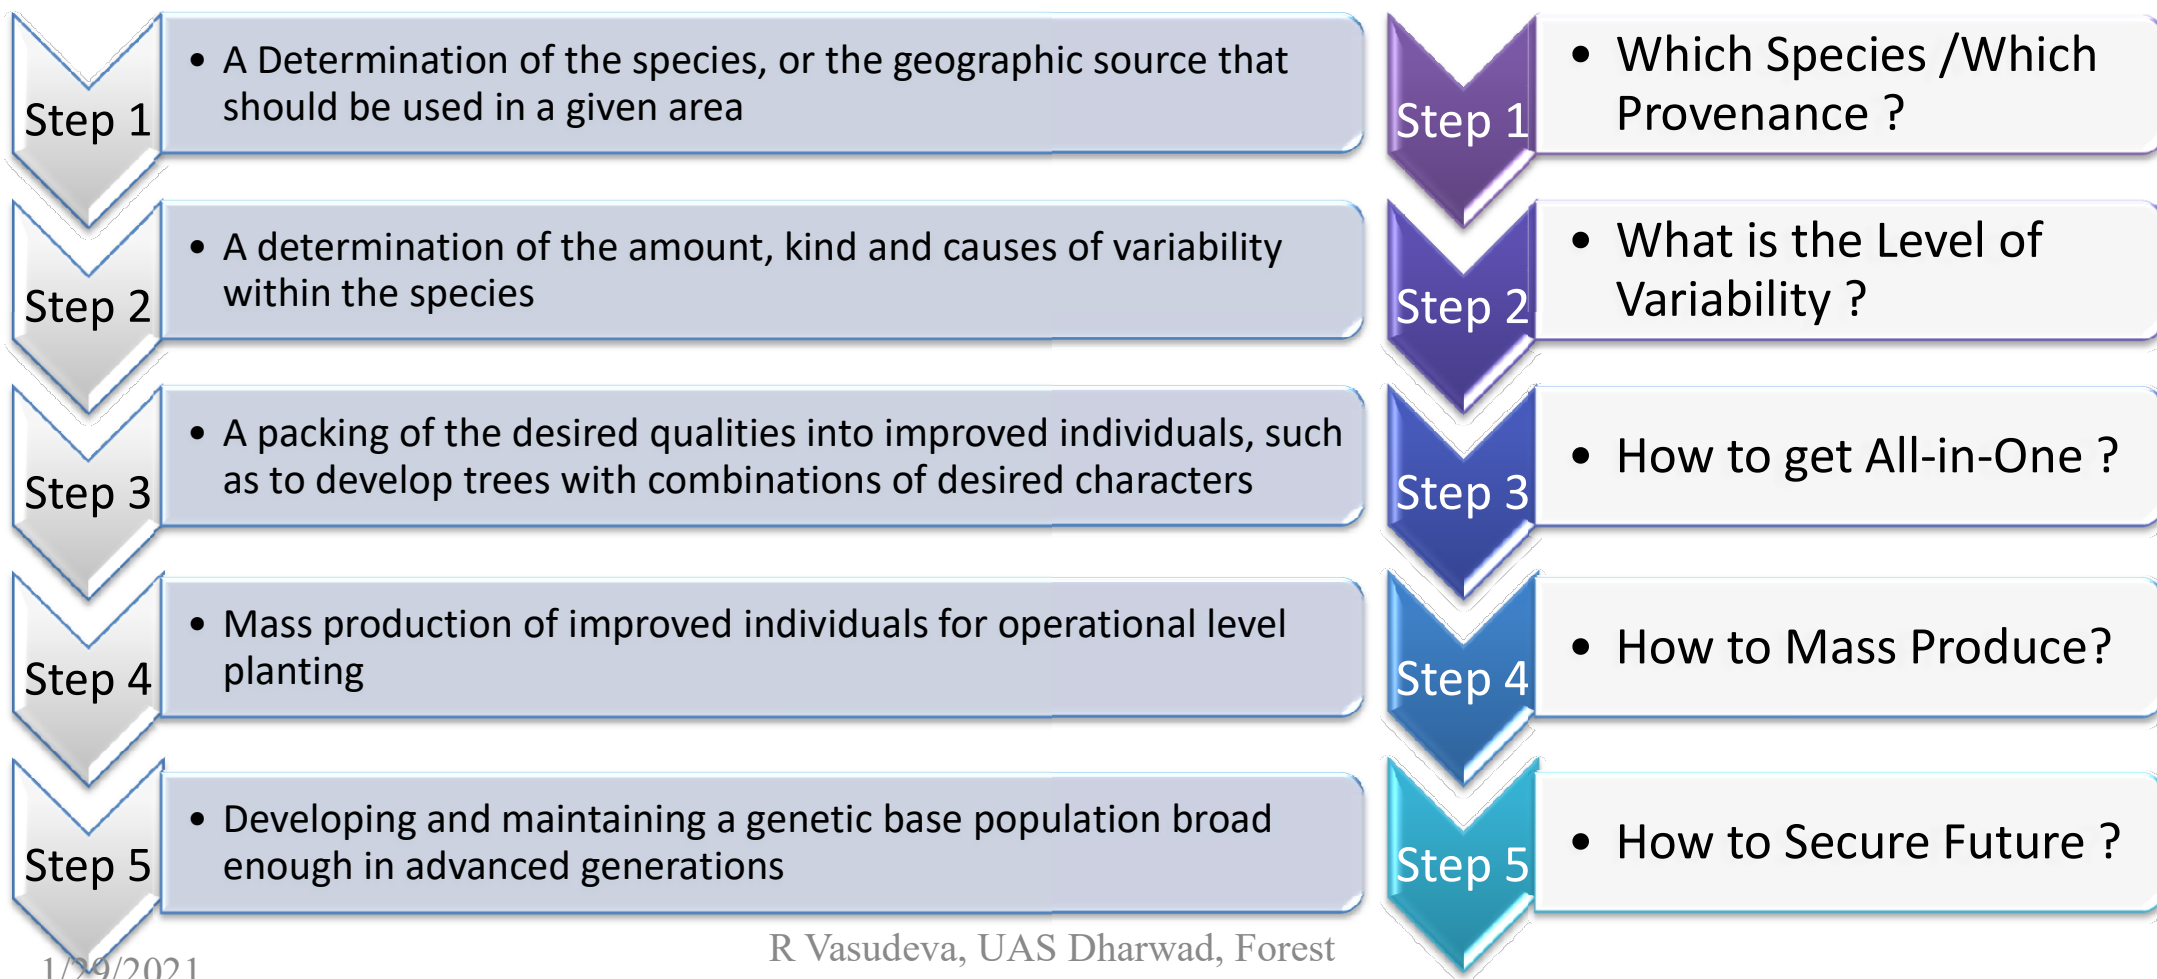 Step 1
• A Determination of the species, or the geographic source that
should be used in a given area
Step 2
• A determination of the amount, kind and causes of variability
within the species
Step 3
• A packing of the desired qualities into improved individuals, such
as to develop trees with combinations of desired characters
Step 4
• Mass production of improved individuals for operational level
planting
Step 5
• Developing and maintaining a genetic base population broad
enough in advanced generations
Step 1
• Which Species /Which
Provenance ?
Step 2
• What is the Level of
Variability ?
Step 3
• How to get All-in-One ?
Step 4
• How to Mass Produce?
Step 5
• How to Secure Future ?
1/29/2021
R Vasudeva, UAS Dharwad, Forest